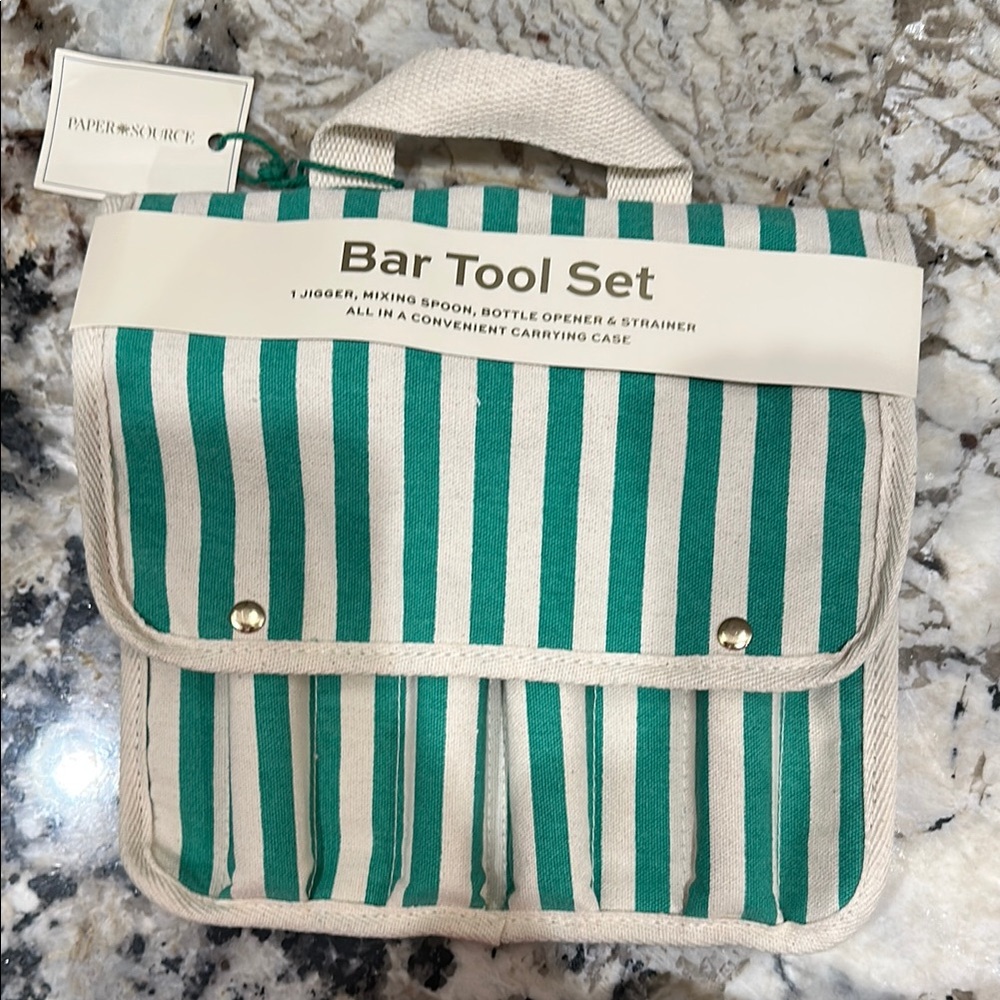 PAPER SOURCE
Bar Tool Set
1 JIGGER, MIXING SPOON, BOTTLE OPENER & STRAINER
ALL IN A CONVENIENT CARRYING CASE